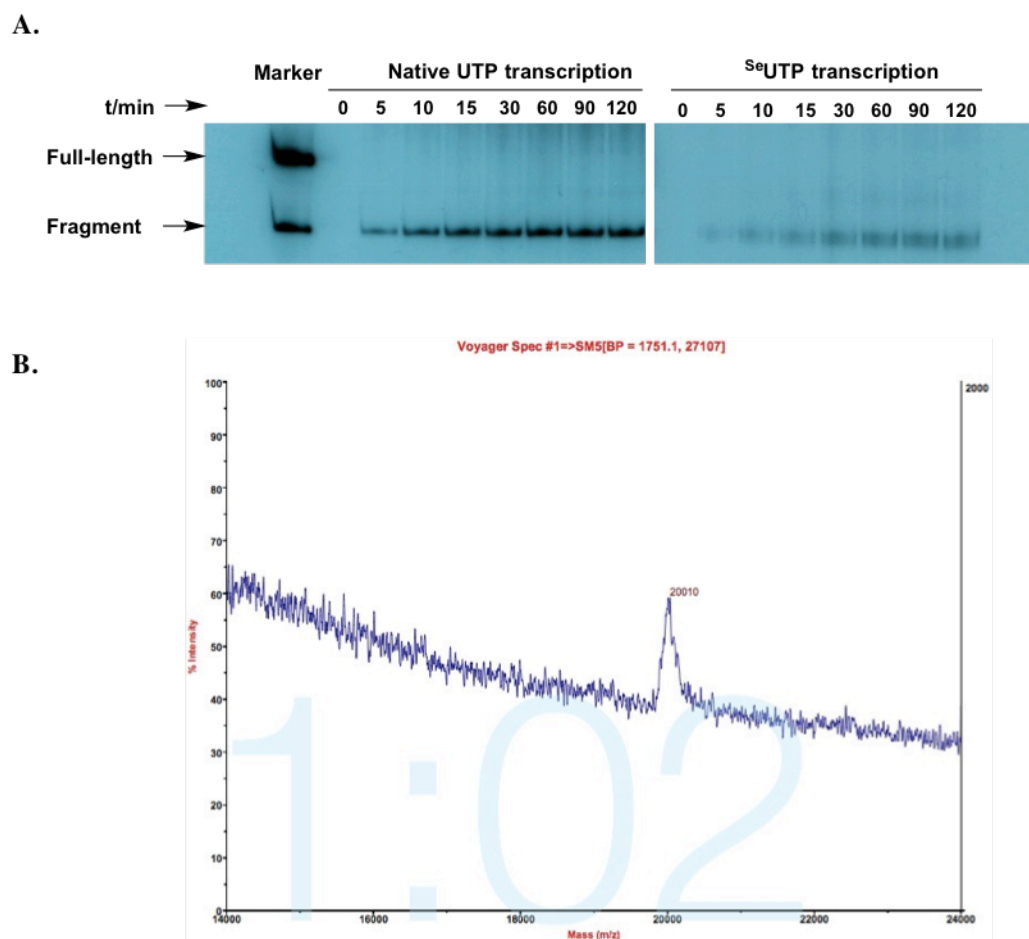 A.
Marker Native UTP transcription SeUTP transcription
t/min 0 5 10 15 30 60 90 120 0 5 10 15 30 60 90 120
Full-length
Fragment
B.
Voyager Spec #1=>SM5[BP = 1751.1, 27107]
100 2000
90
80
70
60 20010
50
% Intensity
40
30
20
10
0
14000 16000 18000 20000 22000 24000
Mass (m/z)
1:02